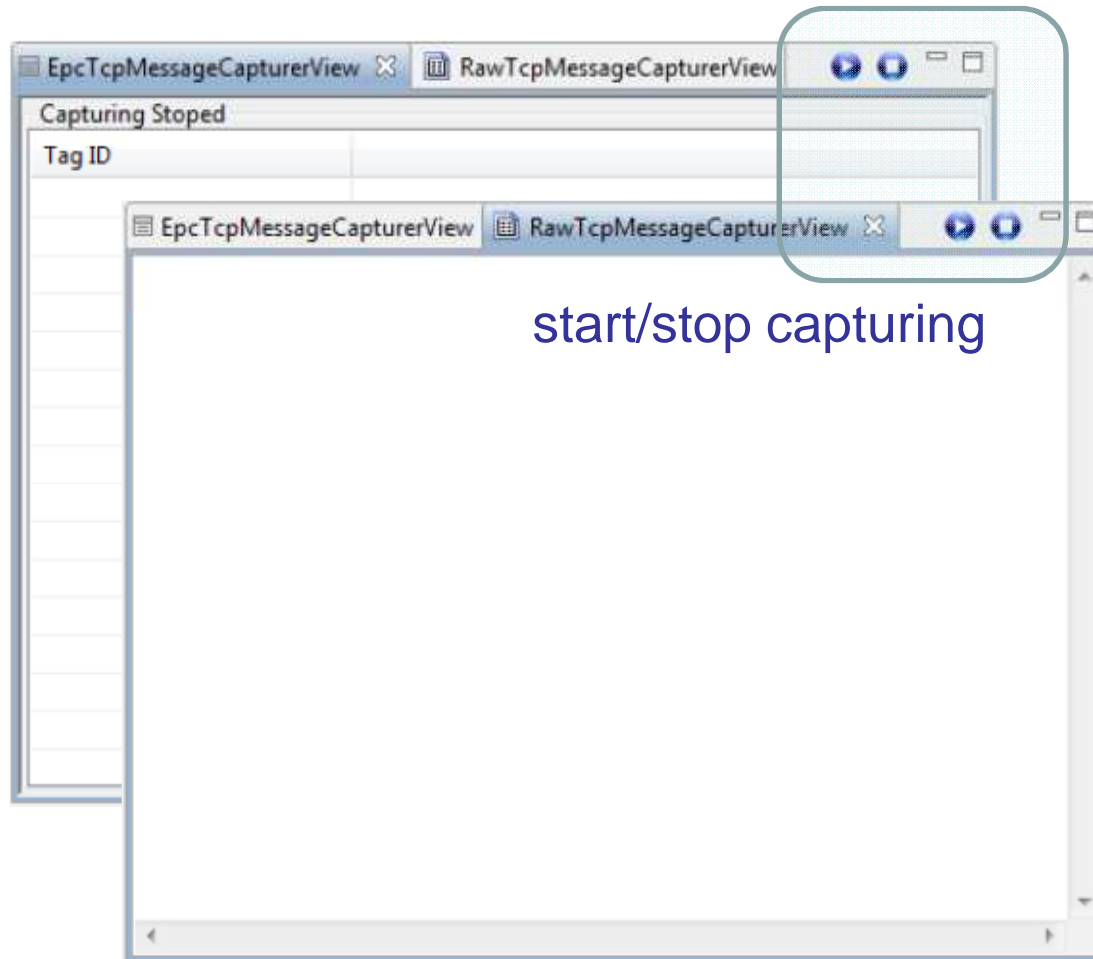 EpcTcpMessageCapturerView RawTcpMessageCapturerView
Capturing Stoped
Tag ID
EpcTcpMessageCapturerView RawTcpMessageCapturerView
start/stop capturing